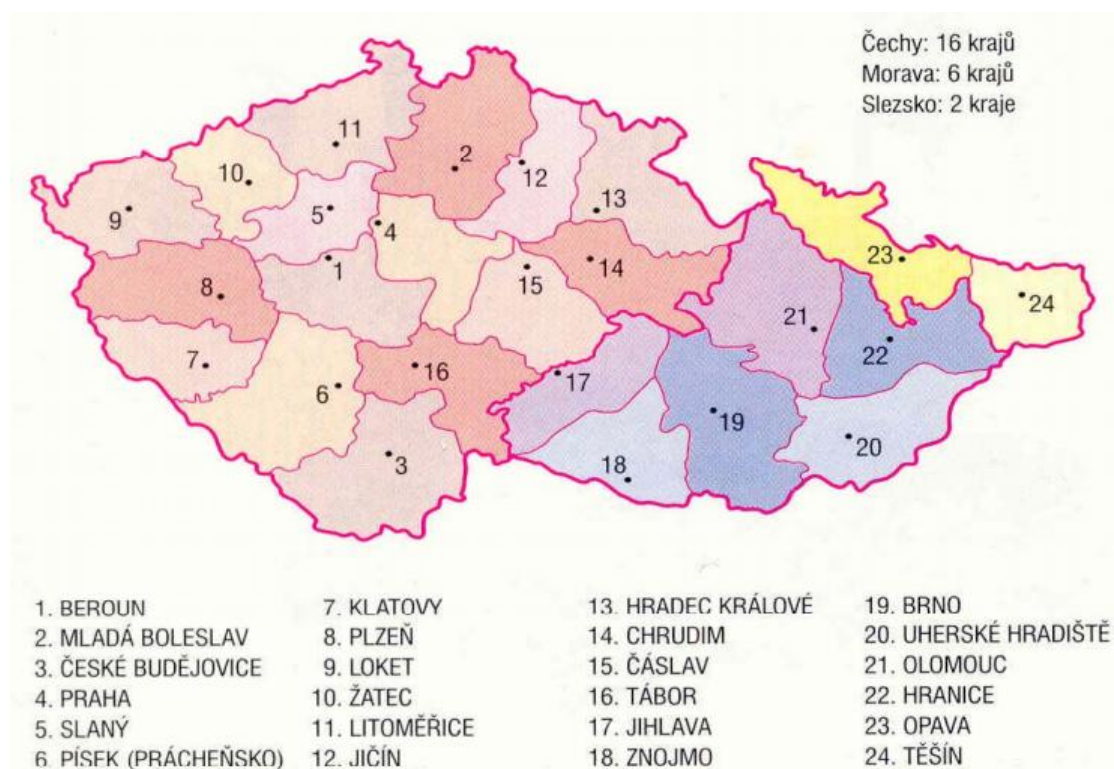 Čechy: 16 krajů
Morava: 6 krajů
Slezsko: 2 kraje
11
2
12
10
13
9
5
4
1
8
14
15
23
24
21
22
7
6
16
17
19
20
3
18
1. BEROUN
2. MLADÁ BOLESLAV
3. ČESKÉ BUDĚJOVICE
4. PRAHA
5. SLANÝ
6. PÍSEK (PRÁCHEŇSKO)
7. KLATOVY
8. PLZEŇ
9. LOKET
10. ŽATEC
11. LITOMĚŘICE
12. JIČÍN
13. HRADEC KRÁLOVÉ
14. CHRUDIM
15. ČÁSLAV
16. TÁBOR
17. JIHLAVA
18. ZNOJMO
19. BRNO
20. UHERSKÉ HRADIŠTĚ
21. OLOMOUC
22. HRANICE
23. OPAVA
24. TĚŠÍN